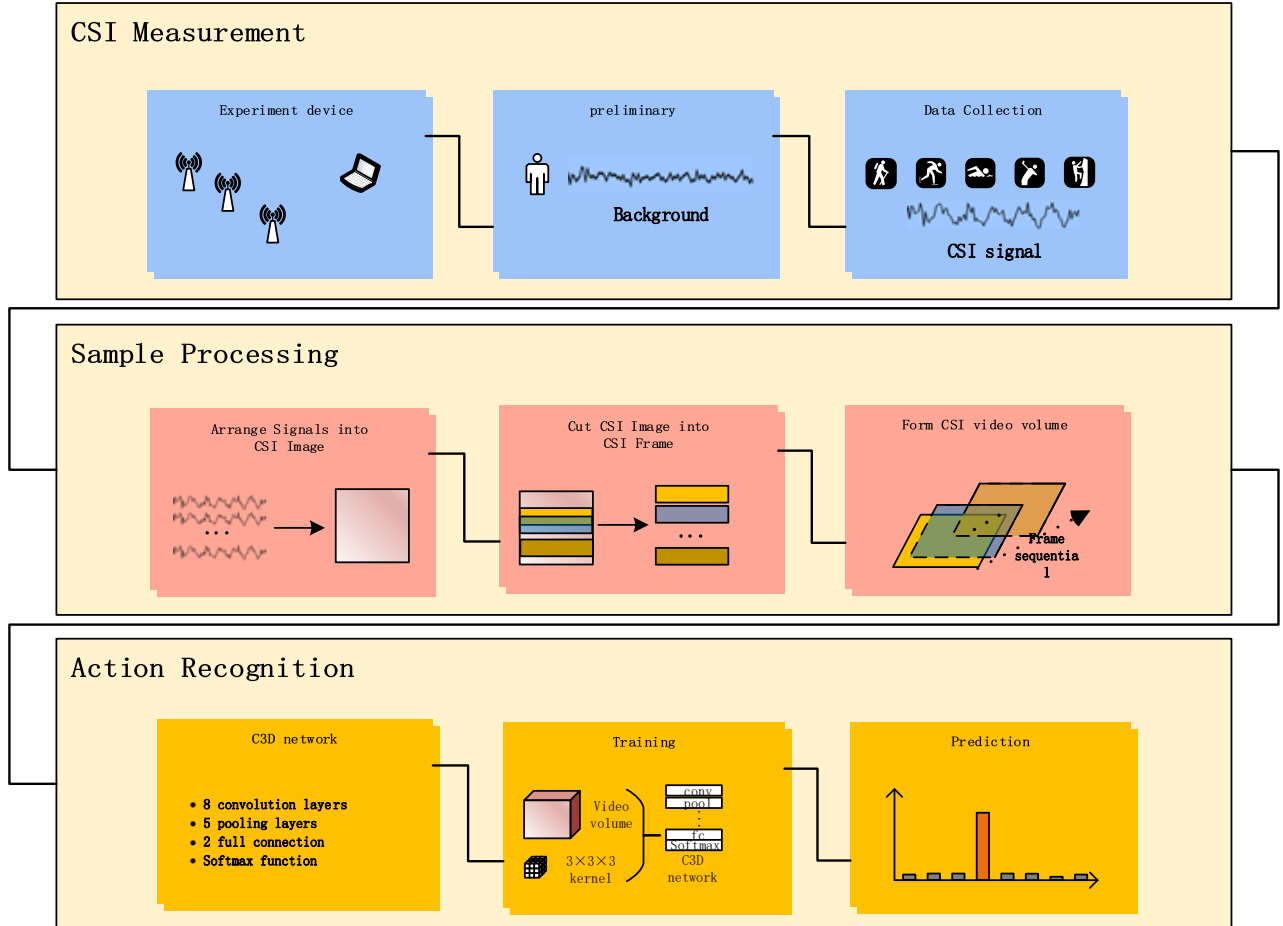 CSI Measurement
Experiment device
preliminary
Data Collection
Background
CSI signal
Sample Processing
Arrange Signals into
CSI Image
Cut CSI Image into
CSI Frame
Form CSI video volume
...
...
Frame
sequentia
l
Action Recognition
C3D network
• 8 convolution layers
• 5 pooling layers
• 2 full connection
• Softmax function
Training
Video
volume
3×3×3
kernel
conv
pool
fc
Softmax
C3D
network
Prediction